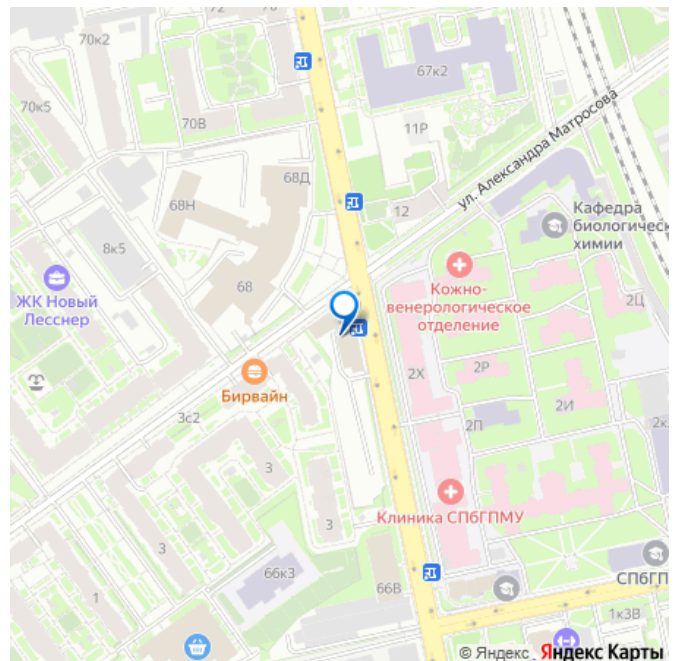 72
70
70к2
67к2
70к5
70В
11Р
ул. Александра Матросова
68Д
68Н
12
Кафедра
биологическ
химии
8к5
68
Кожно-
венерологическое
отделение
ЖК Новый
Лесснер
2Ц
2Х
2Р
Бирвайн
2И
3с2
2П
2к
3
Клиника СПбГПМУ
3
3
66к3
СПбГП
1
66В
1к3В
© Яндекс
Яндекс Карты